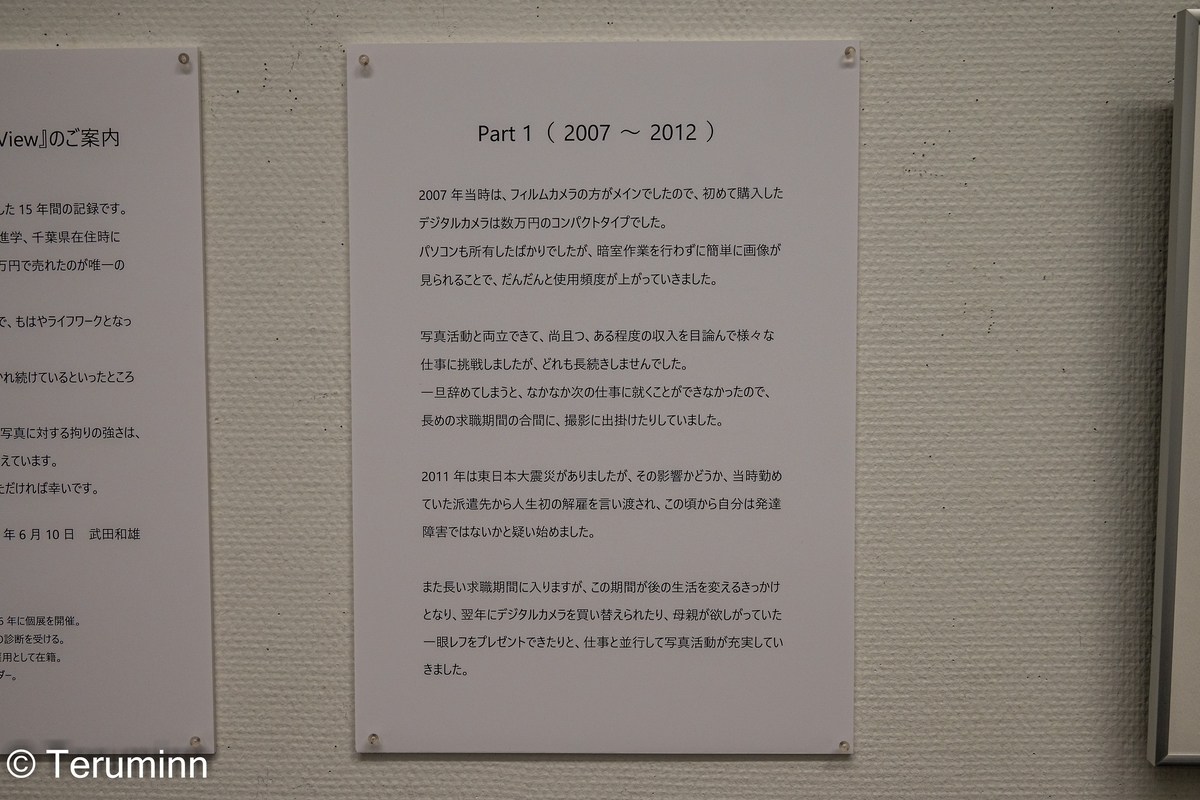 View』のご案内
した 15 年間の記録です。
進学、千葉県在住時に
万円で売れたのが唯一の
で、もはやライフワークとなっ
かれ続けているといったところ
写真に対する拘りの強さは、
えています。
ただければ幸いです。
年 6 月 10 日　武田和雄
5 年に個展を開催。
の診断を受ける。
雇用として在籍。
ダー。
Part 1（ 2007 ～ 2012 ）
2007 年当時は、フィルムカメラの方がメインでしたので、初めて購入した
デジタルカメラは数万円のコンパクトタイプでした。
パソコンも所有したばかりでしたが、暗室作業を行わずに簡単に画像が
見られることで、だんだんと使用頻度が上がっていきました。
写真活動と両立できて、尚且つ、ある程度の収入を目論んで様々な
仕事に挑戦しましたが、どれも長続きしませんでした。
一旦辞めてしまうと、なかなか次の仕事に就くことができなかったので、
長めの求職期間の合間に、撮影に出掛けたりしていました。
2011 年は東日本大震災がありましたが、その影響かどうか、当時勤め
ていた派遣先から人生初の解雇を言い渡され、この頃から自分は発達
障害ではないかと疑い始めました。
また長い求職期間に入りますが、この期間が後の生活を変えるきっかけ
となり、翌年にデジタルカメラを買い替えられたり、母親が欲しがっていた
一眼レフをプレゼントできたりと、仕事と並行して写真活動が充実してい
きました。
© Teruminn